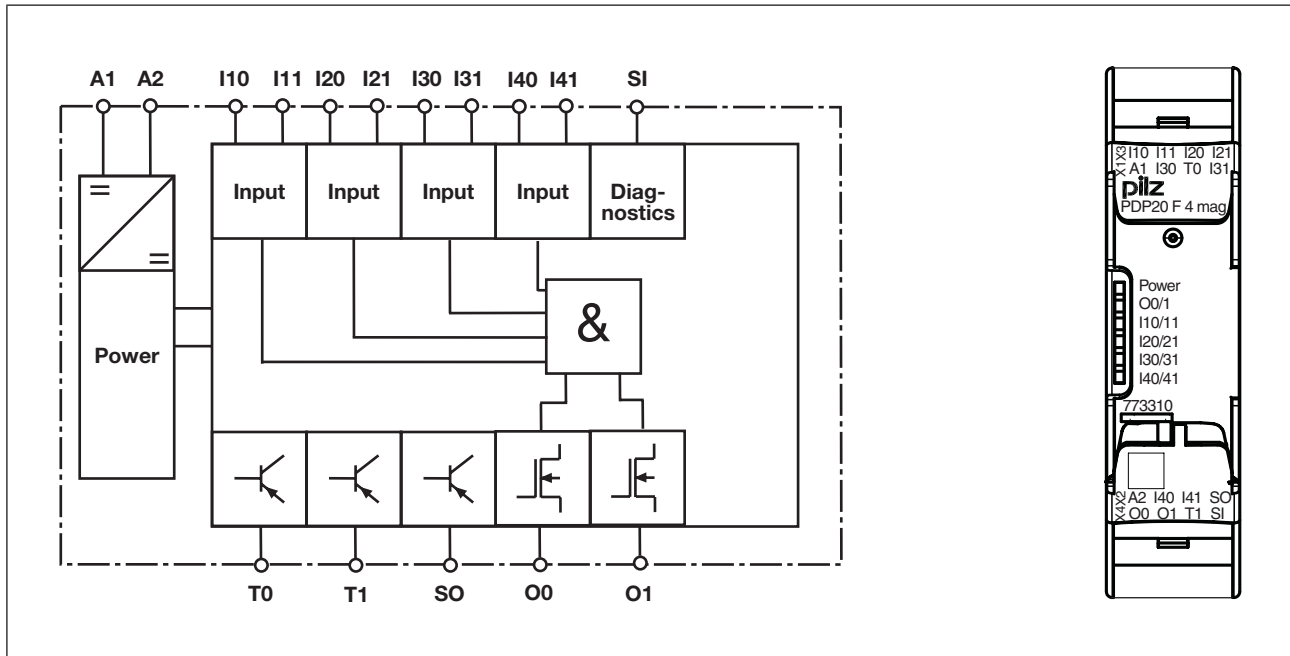 A1 A2 I10 I11 I20 I21 I30 I31 I40 I41 SI
Input Input Input Input Diag-
nostics
=
=
Power
&
T0 T1 SO O0 O1
X1X3
I10 I11 I20 I21
A1 I30 T0 I31
pilz
PDP20 F 4 mag
Power
O0/1
I10/11
I20/21
I30/31
I40/41
773310
X4X2
A2 I40 I41 SO
O0 O1 T1 SI